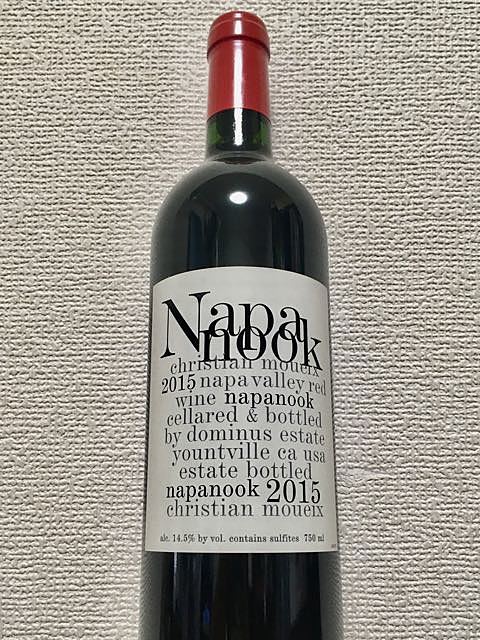 Napa
nook
christian moueix
2015 napa valley red
wine napanook
cellared & bottled
by dominus estate
yountville ca usa
estate bottled
napanook 2015
christian moueix
alc. 14.5% by vol. contains sulfites 750 ml